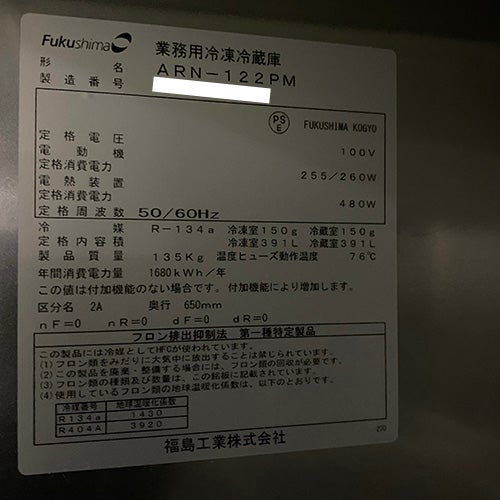 Fukushima
業務用冷凍冷蔵庫
形名 ARN-122PM
製造番号
PS E FUKUSHIMA KOGYO
定格電圧 100V
電動機
定格消費電力 255/260W
電熱装置
定格消費電力 480W
定格周波数 50/60Hz
冷媒 R-134a 冷凍室150g 冷蔵室150g
定格内容積 冷凍室391L 冷蔵室391L
製品質量 135Kg 温度ヒューズ動作温度 76℃
年間消費電力量 1680kWh/年
この値は付加機能のない場合です。付加機能により増加します。
区分名 2A 奥行 650mm
nF=0 nR=0 dF=0 dR=0
フロン排出抑制法 第一種特定製品
この製品には冷媒としてHFCが使われています。
(1) フロン類をみだりに大気中に放出することは禁じられています。
(2) この製品を廃棄・整備する場合には、フロン類の回収が必要です。
(3) フロン類の種類及び数量は、この銘板に記載されています。
(4) 使用しているフロン類の地球温暖化係数は、以下のとおりです。
冷媒番号 地球温暖化係数
R134a 1430
R404A 3920
福島工業株式会社